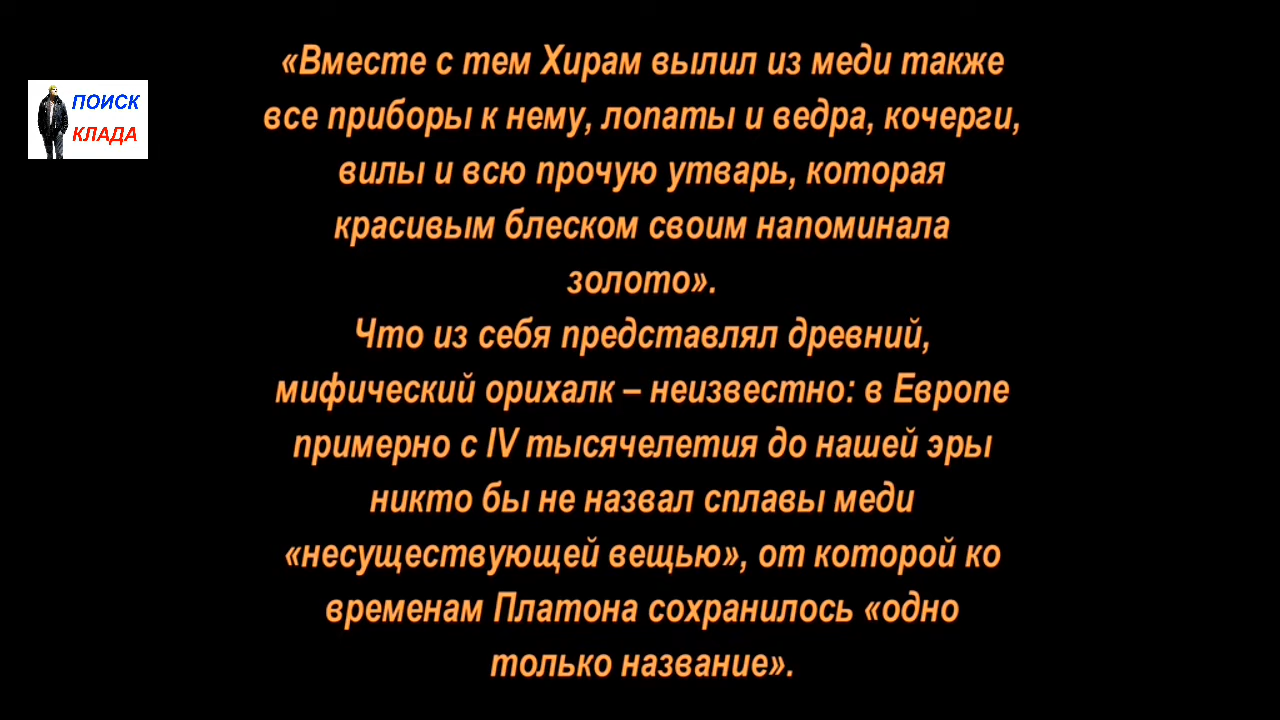 «Вместе с тем Хирам вылил из меди также
все приборы к нему, лопаты и ведра, кочерги,
вилы и всю прочую утварь, которая
красивым блеском своим напоминала
золото».
Что из себя представлял древний,
мифический орихалк – неизвестно: в Европе
примерно с IV тысячелетия до нашей эры
никто бы не назвал сплавы меди
«несуществующей вещью», от которой ко
временам Платона сохранилось «одно
только название».
ПОИСК
КЛАДА